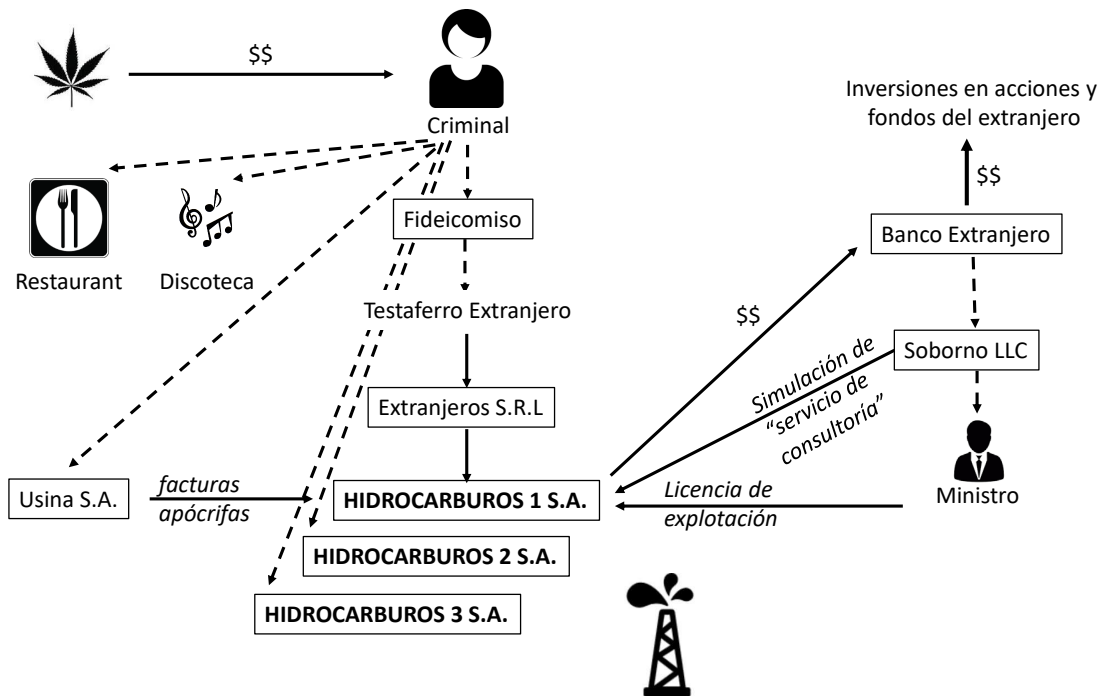 $$
Criminal
Inversiones en acciones y
fondos del extranjero
$$
Restaurant
Discoteca
Fideicomiso
Banco Extranjero
Testaferro Extranjero
$$
Soborno LLC
Simulación de
“servicio de
consultoría”
Extranjeros S.R.L
Usina S.A.
facturas
apócrifas
HIDROCARBUROS 1 S.A.
Licencia de
explotación
Ministro
HIDROCARBUROS 2 S.A.
HIDROCARBUROS 3 S.A.